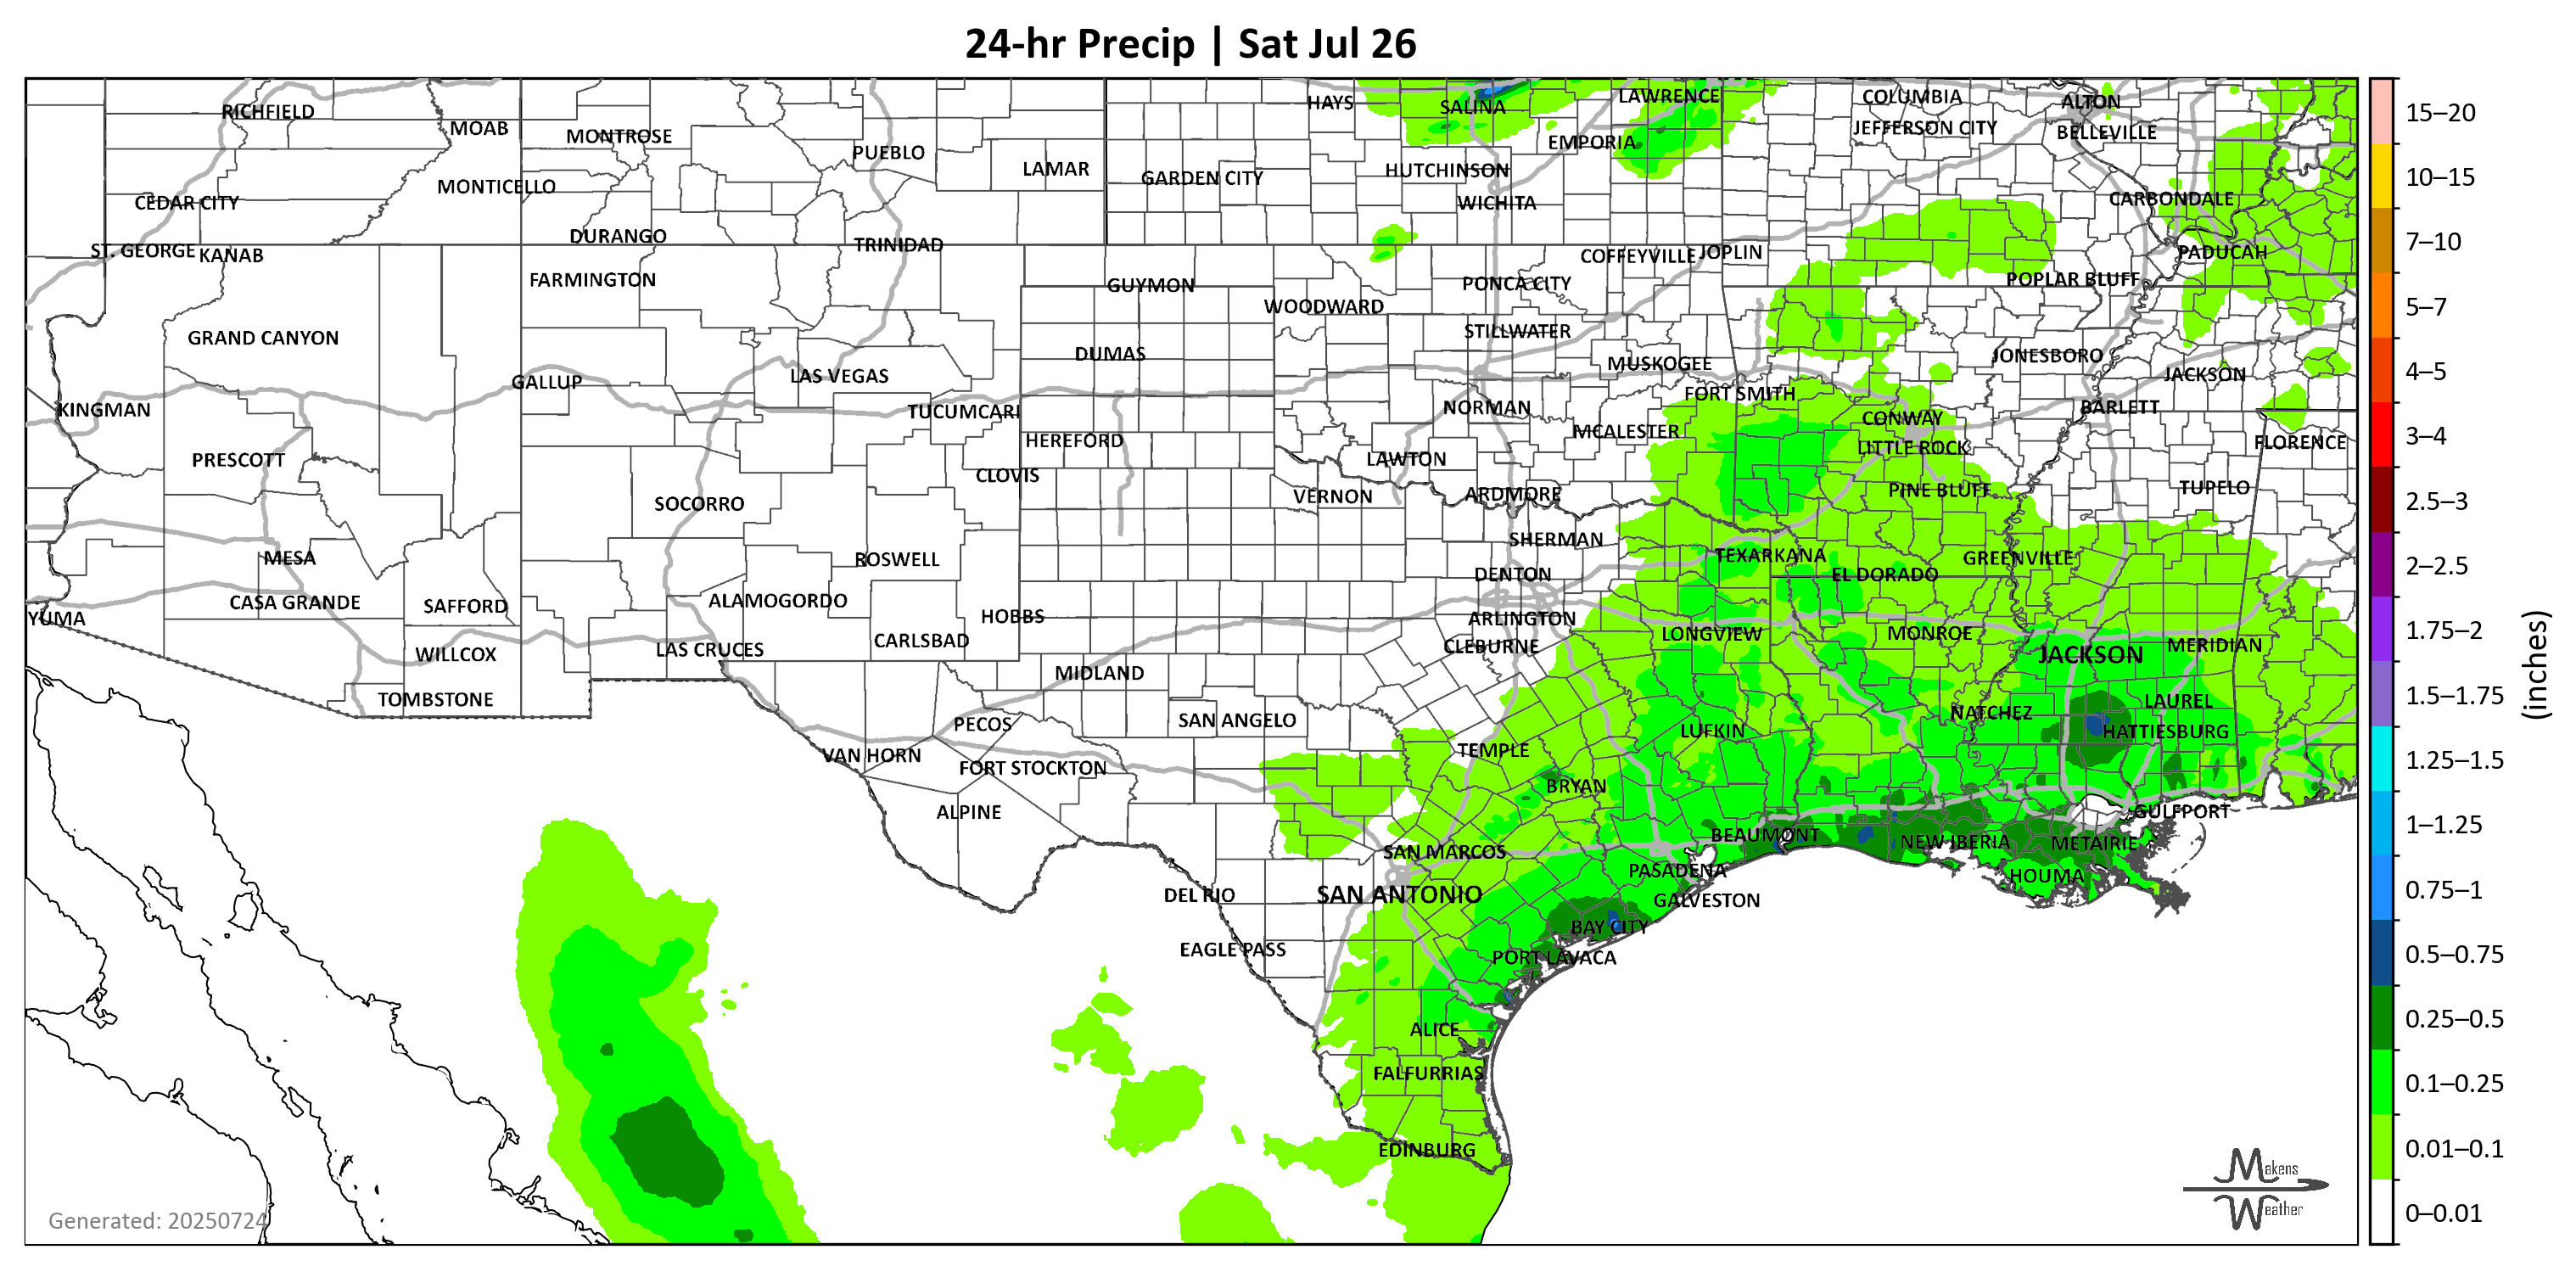 24-hr Precip | Sat Jul 26
RICHFIELD
MOAB
MONTROSE
PUEBLO
LAMAR
HAYS
SALINA
LAWRENCE
COLUMBIA
ALTON
JEFFERSON CITY
BELLEVILLE
EMPORIA
HUTCHINSON
GARDEN CITY
MONTICELLO
CEDAR CITY
WICHITA
CARBONDALE
ST. GEORGE
KANAB
DURANGO
TRINIDAD
COFFEYVILLE
JOPLIN
PADUCAH
FARMINGTON
GUYMON
PONCA CITY
POPLAR BLUFF
WOODWARD
GRAND CANYON
STILLWATER
DUMAS
MUSKOGEE
JONESBORO
GALLUP
LAS VEGAS
JACKSON
KINGMAN
TUCUMCARI
NORMAN
FORT SMITH
CONWAY
BARLETT
HEREFORD
MCALESTER
LITTLE ROCK
FLORENCE
PRESCOTT
CLOVIS
LAWTON
SOCORRO
VERNON
ARDMORE
PINE BLUFF
TUPELO
MESA
ROSWELL
SHERMAN
TEXARKANA
GREENVILLE
DENTON
EL DORADO
CASA GRANDE
SAFFORD
ALAMOGORDO
HOBBS
YUMA
ARLINGTON
CARLSBAD
LONGVIEW
MONROE
CLEBURNE
MERIDIAN
WILLCOX
LAS CRUCES
JACKSON
MIDLAND
TOMBSTONE
LAUREL
PECOS
SAN ANGELO
NATCHEZ
LUFKIN
HATTIESBURG
VAN HORN
TEMPLE
FORT STOCKTON
BRYAN
ALPINE
GULFPORT
BEAUMONT
NEW IBERIA
METAIRIE
SAN MARCOS
PASADENA
HOUMA
DEL RIO
SAN ANTONIO
GALVESTON
BAY CITY
EAGLE PASS
PORT LAVACA
ALICE
FALFURRIAS
EDINBURG
Generated: 20250724
Makens
Weather
15–20
10–15
7–10
5–7
4–5
3–4
2.5–3
2–2.5
1.75–2
1.5–1.75
1.25–1.5
1–1.25
0.75–1
0.5–0.75
0.25–0.5
0.1–0.25
0.01–0.1
0–0.01
(inches)